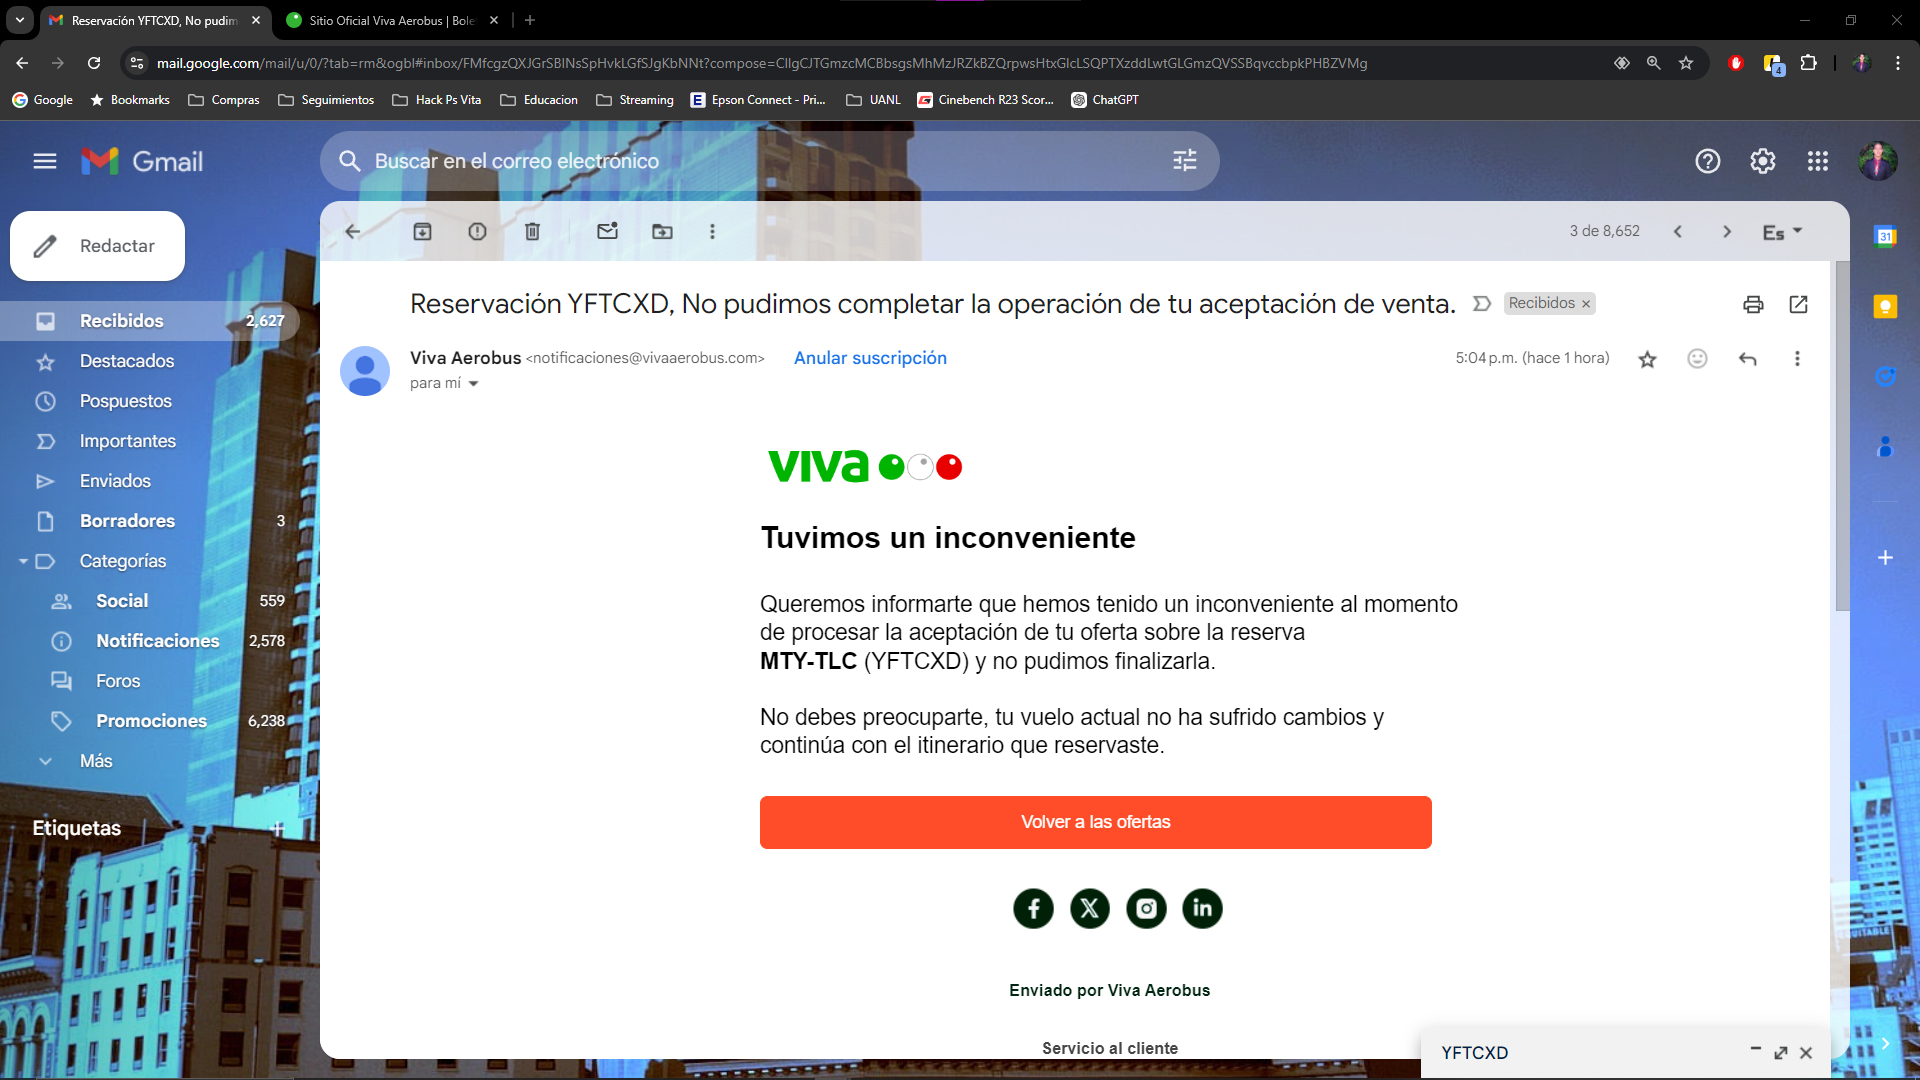 Reservación YFTCXD, No pudim
Sitio Oficial Viva Aerobus | Bole
mail.google.com/mail/u/0/?tab=rm&ogbl#inbox/FMfcgzQXJGrSBlNsSpHvkLGfSJgKbNNt?compose=CllgCJTGmzcMCBbsgsMhMzJRZkBZQrpwsHtxGlcLSQPTXzddLwtGLGmzQVSSBqvccbpkPHBZVMg
4
Google
Bookmarks
Compras
Seguimientos
Hack Ps Vita
Educacion
Streaming
Epson Connect - Pri...
UANL
Cinebench R23 Scor...
ChatGPT
Gmail
Buscar en el correo electrónico
Redactar
3 de 8,652
Es
31
Recibidos 2,627
Destacados
Pospuestos
Importantes
Enviados
Borradores 3
Categorías
Social 559
Notificaciones 2,578
Foros
Promociones 6,238
Más
Etiquetas
Reservación YFTCXD, No pudimos completar la operación de tu aceptación de venta.
Recibidos
Viva Aerobus <notificaciones@vivaaerobus.com> Anular suscripción
5:04 p.m. (hace 1 hora)
para mí
viva
Tuvimos un inconveniente
Queremos informarte que hemos tenido un inconveniente al momento
de procesar la aceptación de tu oferta sobre la reserva
MTY-TLC (YFTCXD) y no pudimos finalizarla.
No debes preocuparte, tu vuelo actual no ha sufrido cambios y
continúa con el itinerario que reservaste.
Volver a las ofertas
Enviado por Viva Aerobus
Servicio al cliente
YFTCXD
EQUITABLE